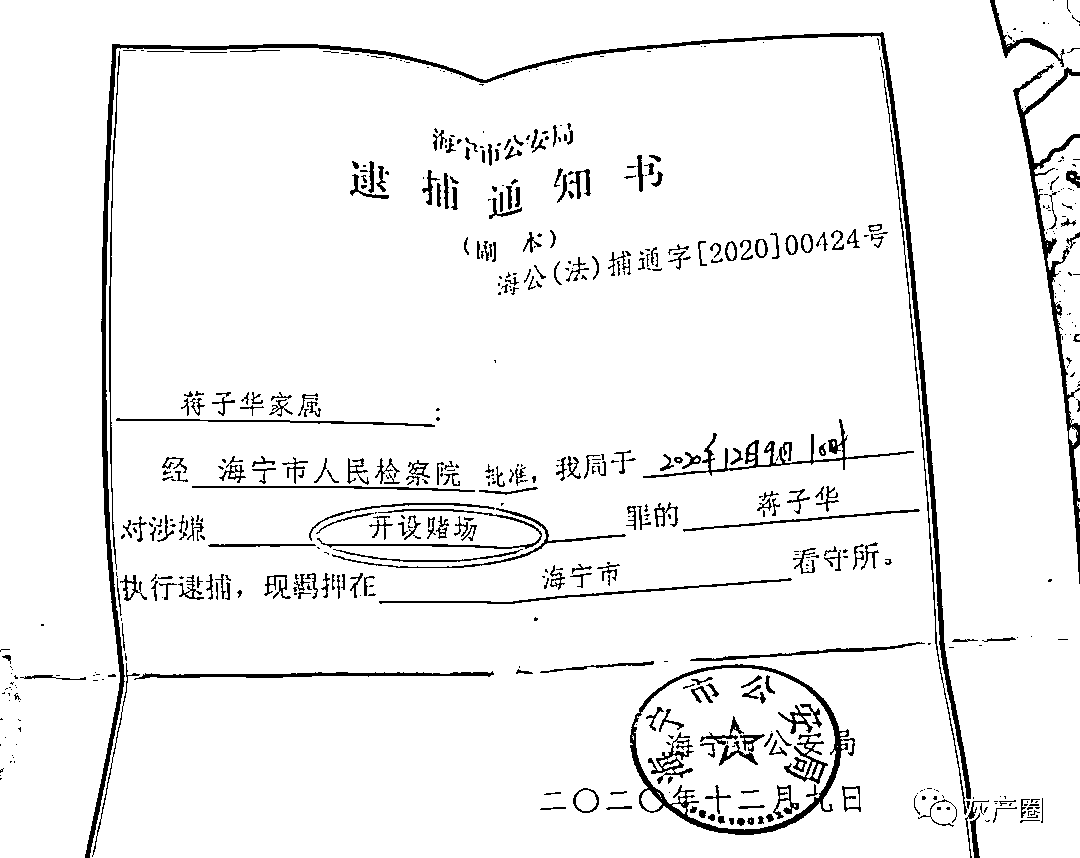 海宁市公安局
逮捕通知书
（副 本）
海公(法)捕通字[2020]00424号
蒋子华家属：
经 海宁市人民检察院 批准，我局于 2020年12月9日 时
对涉嫌 开设赌场 罪的 蒋子华
执行逮捕，现羁押在 海宁市 看守所。
海宁市公安局
海宁市公安局
二〇二〇年十二月九日
灰产圈